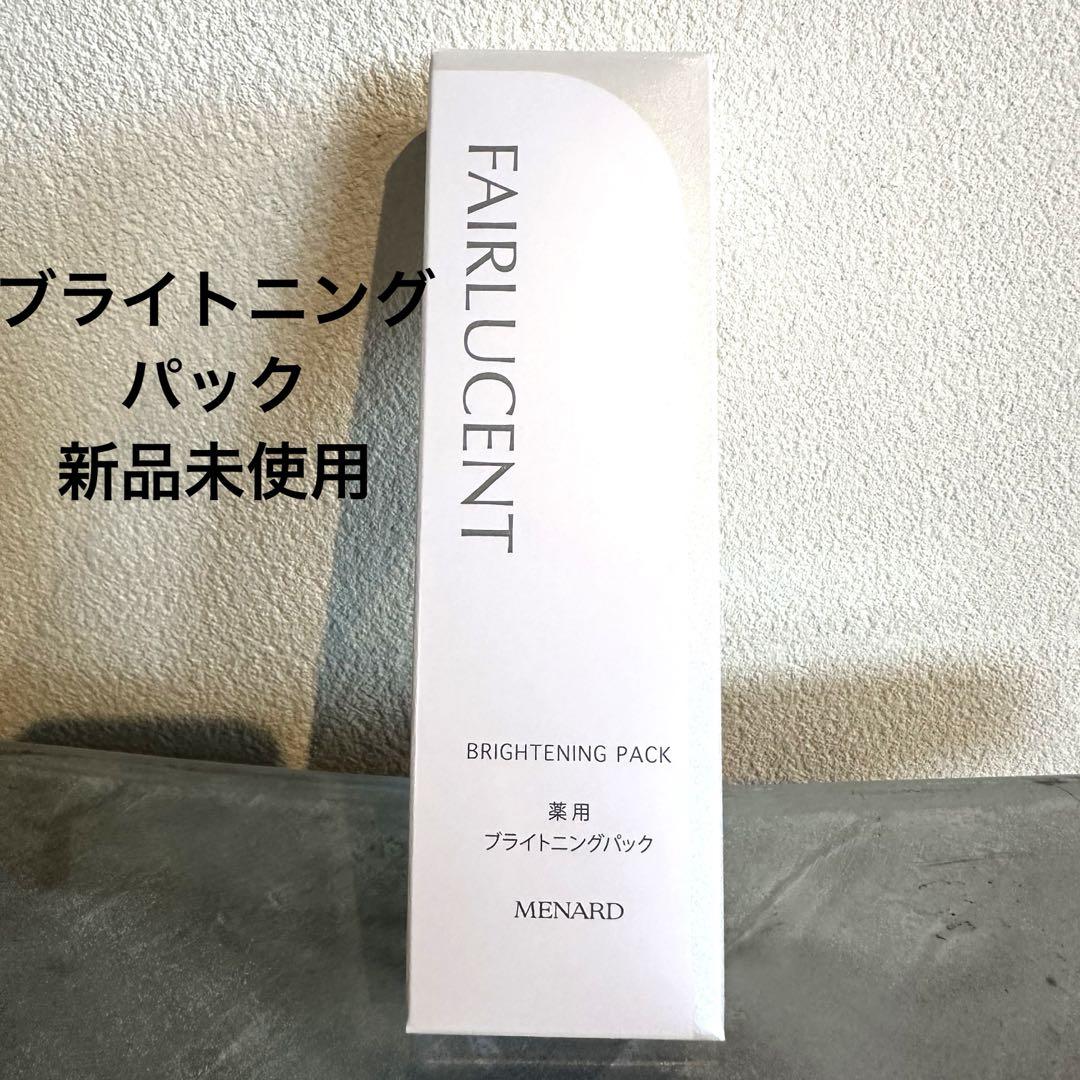 ブライトニング
パック
新品未使用
FAIRLUCENT
BRIGHTENING PACK
薬用
ブライトニングパック
MENARD